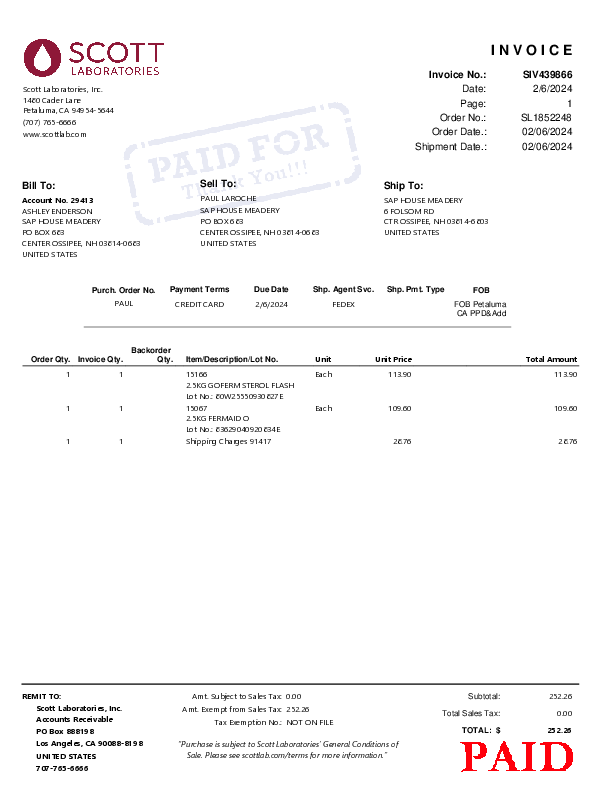 SCOTT
LABORATORIES
INVOICE
Scott Laboratories, Inc.
1480 Cader Lane
Petaluma, CA 94954-5644
(707) 765-6666
www.scottlab.com
Invoice No.: SIV439866
Date: 2/6/2024
Page: 1
Order No.: SL1852248
Order Date.: 02/06/2024
Shipment Date.: 02/06/2024
PAID FOR
Thank You!!!
Bill To:
Account No. 29413
ASHLEY ENDERSON
SAP HOUSE MEADERY
PO BOX 663
CENTER OSSIPEE, NH 03814-0663
UNITED STATES
Sell To:
PAUL LAROCHE
SAP HOUSE MEADERY
PO BOX 663
CENTER OSSIPEE, NH 03814-0663
UNITED STATES
Ship To:
SAP HOUSE MEADERY
6 FOLSOM RD
CTR OSSIPEE, NH 03814-6803
UNITED STATES
Purch. Order No. Payment Terms Due Date Shp. Agent Svc. Shp. Pmt. Type FOB
PAUL CREDIT CARD 2/6/2024 FEDEX FOB Petaluma
CA PPD&Add
Order Qty. Invoice Qty. Backorder Qty. Item/Description/Lot No. Unit Unit Price Total Amount
1 1 15166 Each 113.90 113.90
2.5KG GOFERM STEROL FLASH
Lot No.:
1 1 15067 Each 109.60 109.60
2.5KG FERMAID O
Lot No.:
1 1 Shipping Charges 91417 28.76 28.76
REMIT TO:
Scott Laboratories, Inc.
Accounts Receivable
PO Box 888198
Los Angeles, CA 90088-8198
UNITED STATES
707-765-6666
Amt. Subject to Sales Tax: 0.00
Amt. Exempt from Sales Tax: 252.26
Tax Exemption No.: NOT ON FILE
"Purchase is subject to Scott Laboratories' General Conditions of
Sale. Please see scottlab.com/terms for more information."
Subtotal: 252.26
Total Sales Tax: 0.00
TOTAL: $ 252.26
PAID